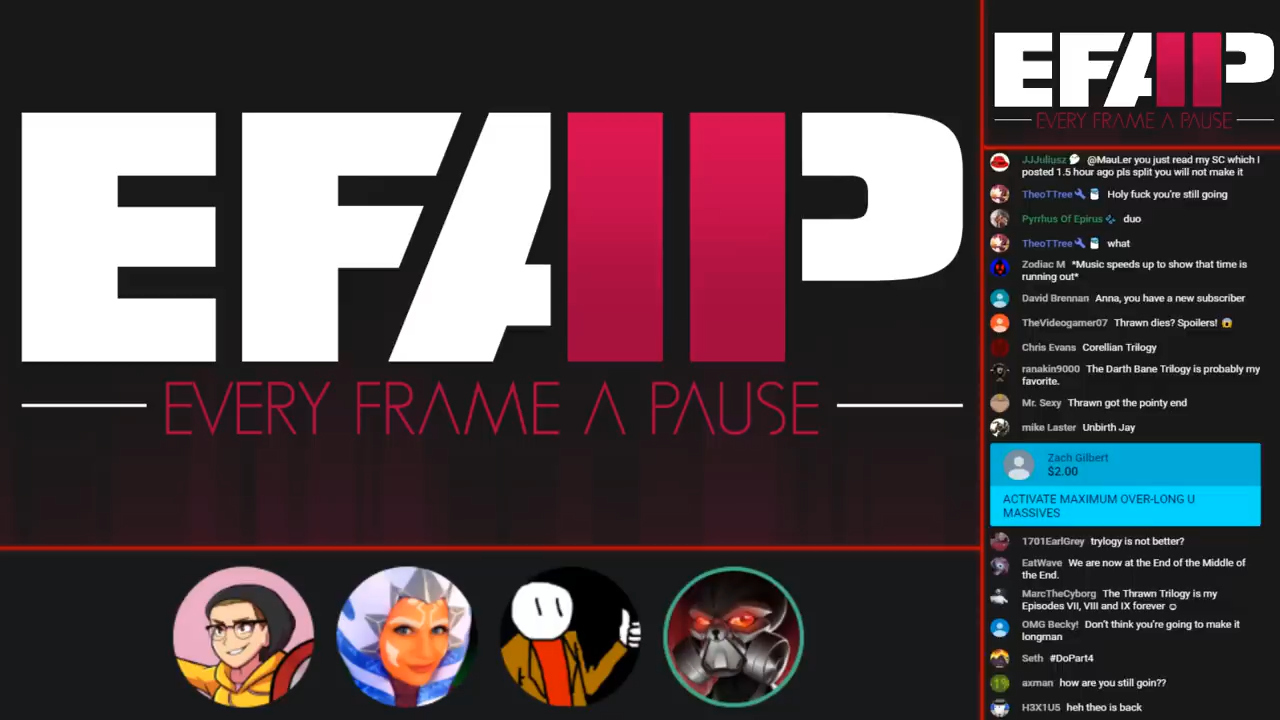 EFAP
EVERY FRAME A PAUSE
EFAP
EVERY FRAME A PAUSE
JJJuliusz @MauLer you just read my SC which I
posted 1.5 hour ago pls split you will not make it
TheoTTree Holy fuck you're still going
Pyrrhus Of Epirus duo
TheoTTree what
Zodiac M *Music speeds up to show that time is
running out*
David Brennan Anna, you have a new subscriber
TheVideogamer07 Thrawn dies? Spoilers! 😱
Chris Evans Corellian Trilogy
ranakin9000 The Darth Bane Trilogy is probably my
favorite.
Mr. Sexy Thrawn got the pointy end
mike Laster Unbirth Jay
Zach Gilbert
$2.00
ACTIVATE MAXIMUM OVER-LONG U
MASSIVES
1701EarlGrey trylogy is not better?
EatWave We are now at the End of the Middle of
the End.
MarcTheCyborg The Thrawn Trilogy is my
Episodes VII, VIII and IX forever ☺
OMG Becky! Don't think you're going to make it
longman
Seth #DoPart4
axman how are you still goin??
H3X1U5 heh theo is back